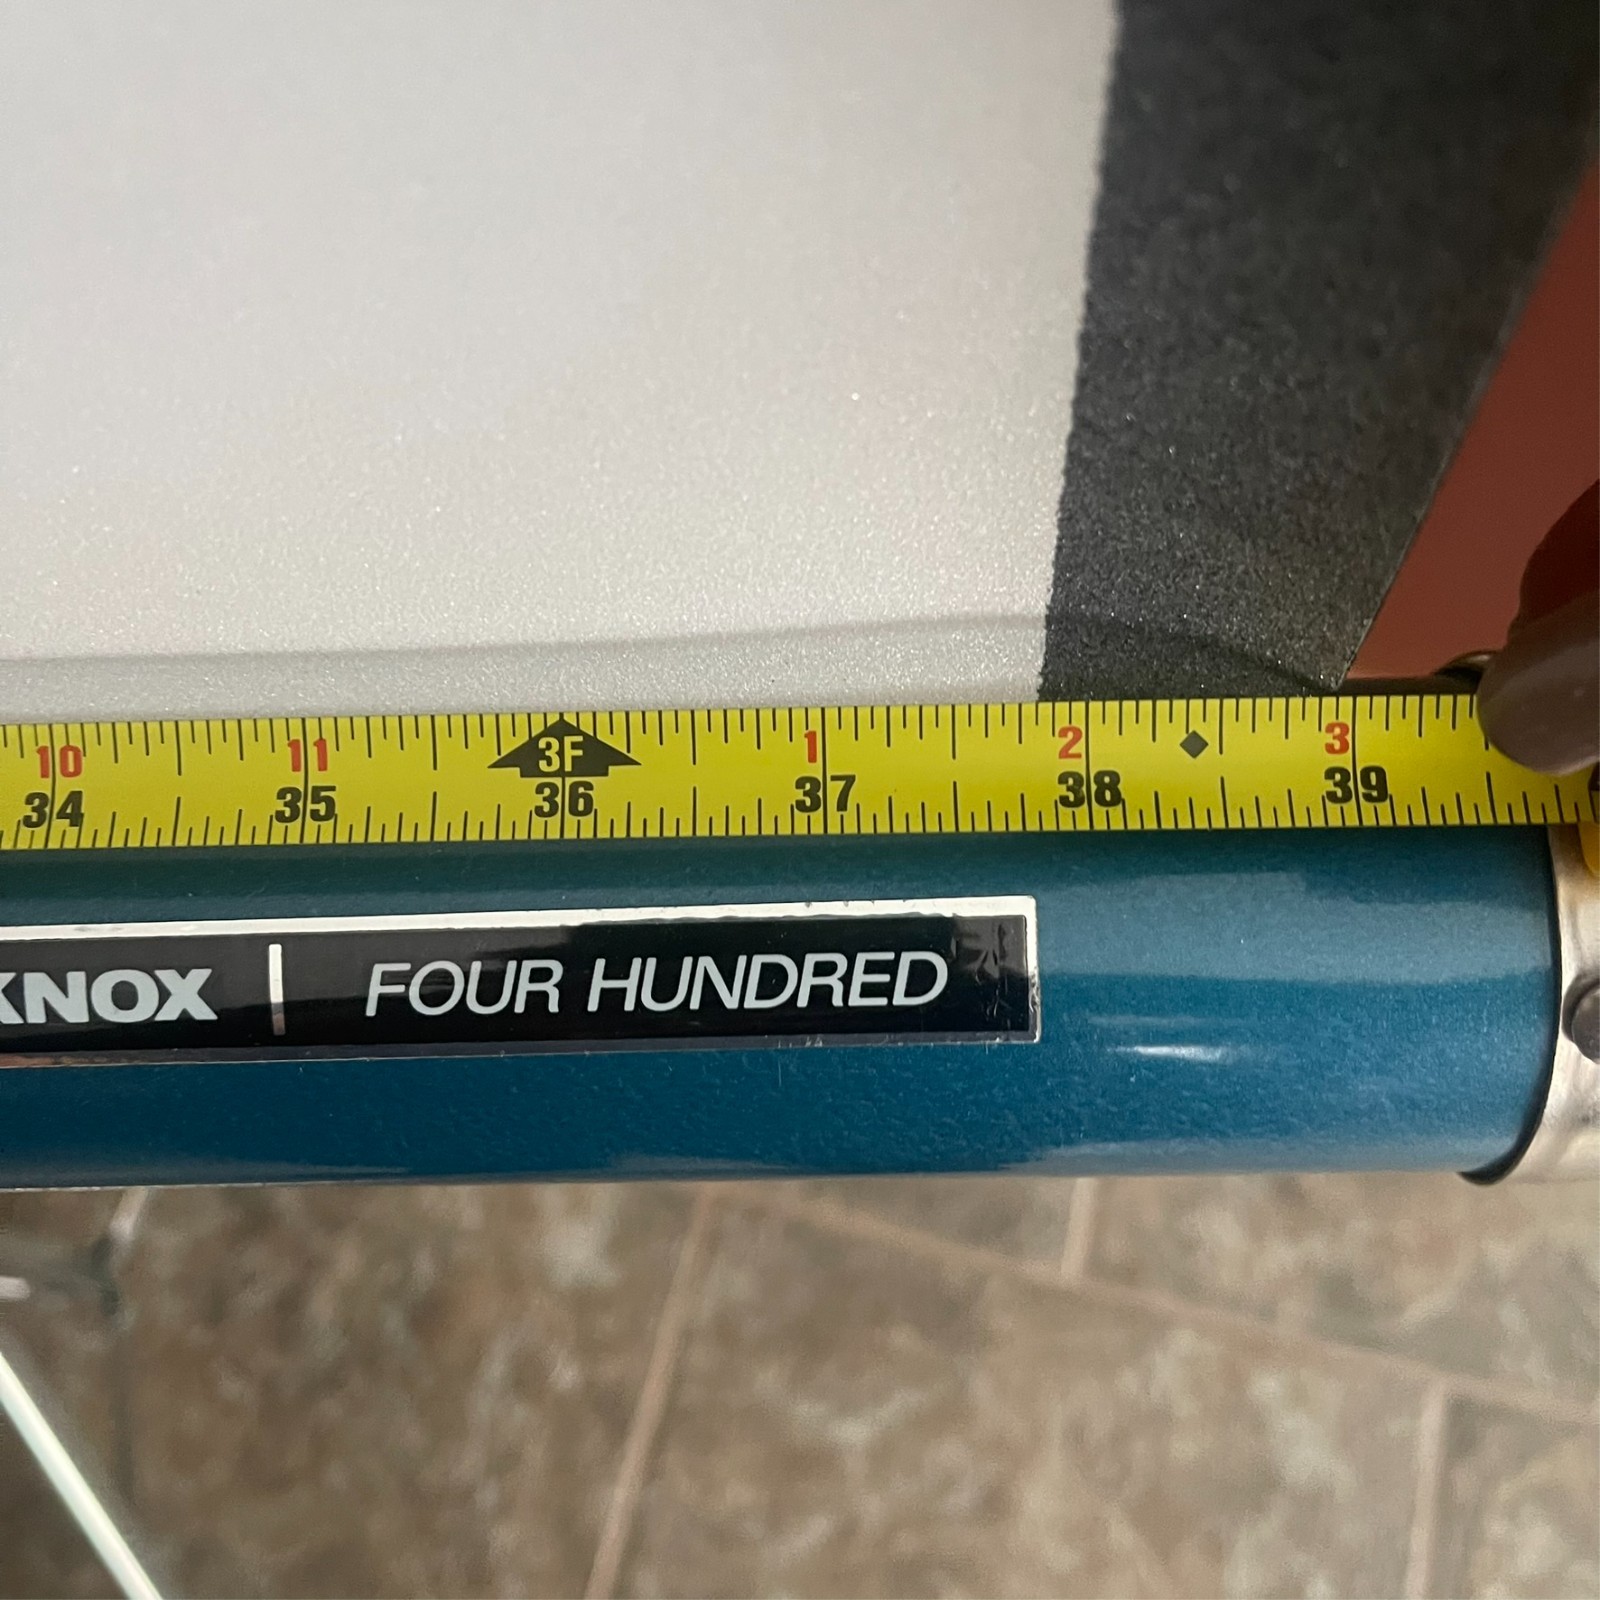 10 11 3F 1 2 3
34 35 36 37 38 39
KNOX | FOUR HUNDRED